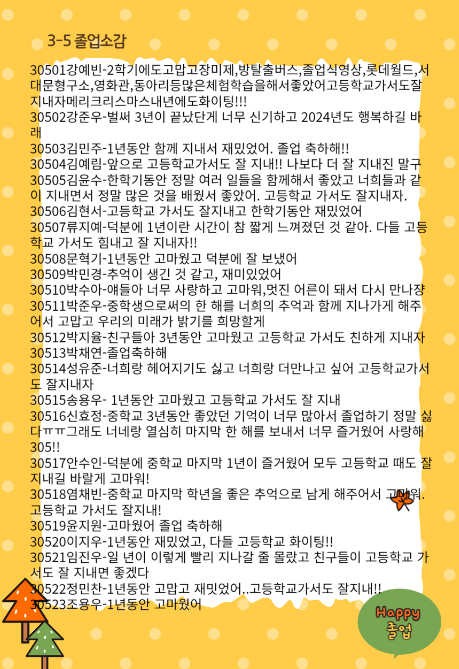 3-5 졸업소감
30501강예빈-2학기에도고맙고장미제,방탈출버스,졸업식영상,롯데월드,서
대문형구소,영화관,동아리등많은체험학습을해서좋았어고등학교가서도잘
지내자메리크리스마스내년에도화이팅!!!
30502강준우-벌써 3년이 끝났단게 너무 신기하고 2024년도 행복하길 바
래
30503김민주-1년동안 함께 지내서 재밌었어. 졸업 축하해!!
30504김예림-앞으로 고등학교가서도 잘 지내!! 나보다 더 잘 지내진 말구
30505김윤수-한학기동안 정말 여러 일들을 함께해서 좋았고 너희들과 같
이 지내면서 정말 많은 것을 배웠서 좋았어. 고등학교 가서도 잘지내자.
30506김현서-고등학교 가서도 잘지내고 한학기동안 재밌었어
30507류지예-덕분에 1년이란 시간이 참 짧게 느껴졌던 것 같아. 다들 고등
학교 가서도 힘내고 잘 지내자!!
30508문혁기-1년동안 고마웠고 덕분에 잘 보냈어
30509박민경-추억이 생긴 것 같고, 재미있었어
30510박수아-얘들아 너무 사랑하고 고마워,멋진 어른이 돼서 다시 만나쟝
30511박준우-중학생으로써의 한 해를 너희의 추억과 함께 지나가게 해주
어서 고맙고 우리의 미래가 밝기를 희망할게
30512박지율-친구들아 3년동안 고마웠고 고등학교 가서도 친하게 지내자
30513박채연-졸업축하해
30514성유준-너희랑 헤어지기도 싫고 너희랑 더만나고 싶어 고등학교가서
도 잘지내자
30515송용우- 1년동안 고마웠고 고등학교 가서도 잘 지내
30516신효정-중학교 3년동안 좋았던 기억이 너무 많아서 졸업하기 정말 싫
다ㅠㅠ그래도 너네랑 열심히 마지막 한 해를 보내서 너무 즐거웠어 사랑해
305!!
30517안수인-덕분에 중학교 마지막 1년이 즐거웠어 모두 고등학교 때도 잘
지내길 바랄게 고마워!
30518염채빈-중학교 마지막 학년을 좋은 추억으로 남게 해주어서 고마워.
고등학교 가서도 잘지내!
30519윤지원-고마웠어 졸업 축하해
30520이지우-1년동안 재밌었고, 다들 고등학교 화이팅!!
30521임진우-일 년이 이렇게 빨리 지나갈 줄 몰랐고 친구들이 고등학교 가
서도 잘 지내면 좋겠다
30522정민찬-1년동안 고맙고 재밋었어..고등학교가서도 잘지내!!
30523조용우-1년동안 고마웠어
Happy
졸업